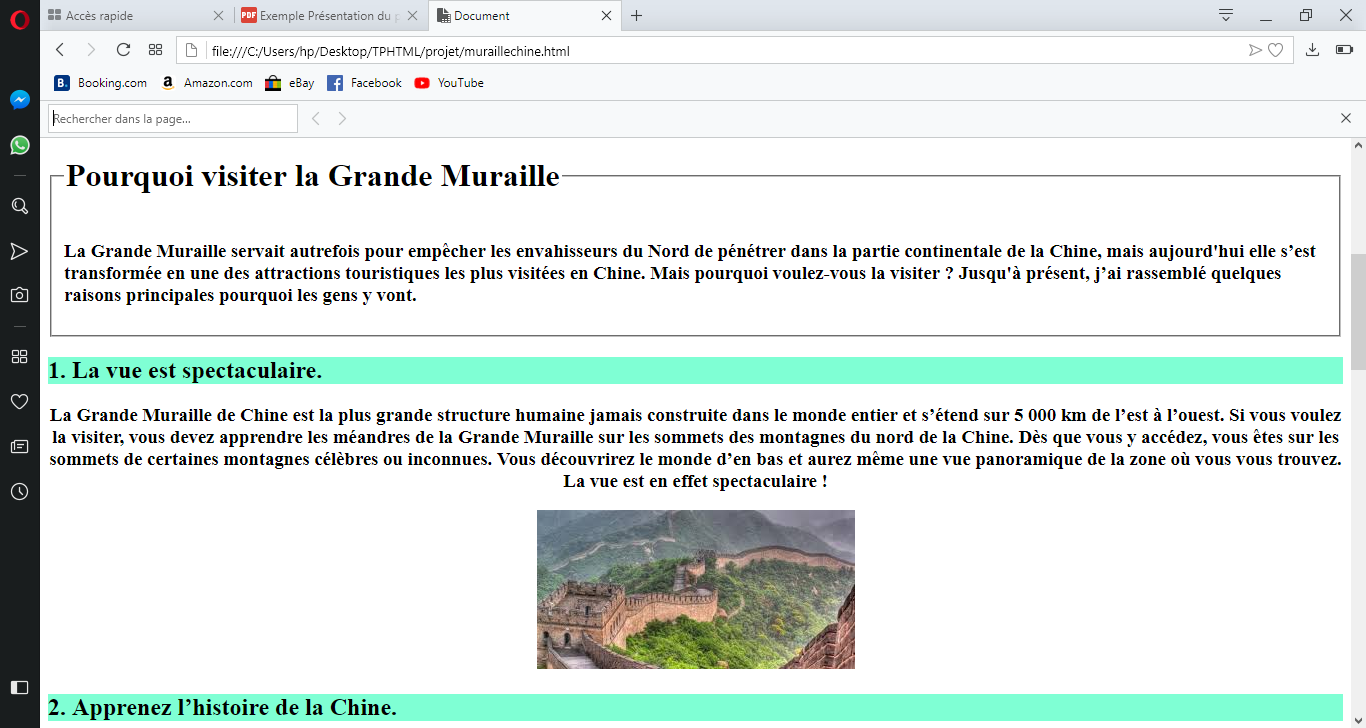 Accès rapide
Exemple Présentation du p
Document
file:///C:/Users/hp/Desktop/TPHTML/projet/muraillechine.html
Booking.com
Amazon.com
eBay
Facebook
YouTube
Rechercher dans la page...
Pourquoi visiter la Grande Muraille
La Grande Muraille servait autrefois pour empêcher les envahisseurs du Nord de pénétrer dans la partie continentale de la Chine, mais aujourd'hui elle s’est
transformée en une des attractions touristiques les plus visitées en Chine. Mais pourquoi voulez-vous la visiter ? Jusqu'à présent, j’ai rassemblé quelques
raisons principales pourquoi les gens y vont.
1. La vue est spectaculaire.
La Grande Muraille de Chine est la plus grande structure humaine jamais construite dans le monde entier et s’étend sur 5 000 km de l’est à l’ouest. Si vous voulez
la visiter, vous devez apprendre les méandres de la Grande Muraille sur les sommets des montagnes du nord de la Chine. Dès que vous y accédez, vous êtes sur les
sommets de certaines montagnes célèbres ou inconnues. Vous découvrirez le monde d’en bas et aurez même une vue panoramique de la zone où vous vous trouvez.
La vue est en effet spectaculaire !
2. Apprenez l’histoire de la Chine.